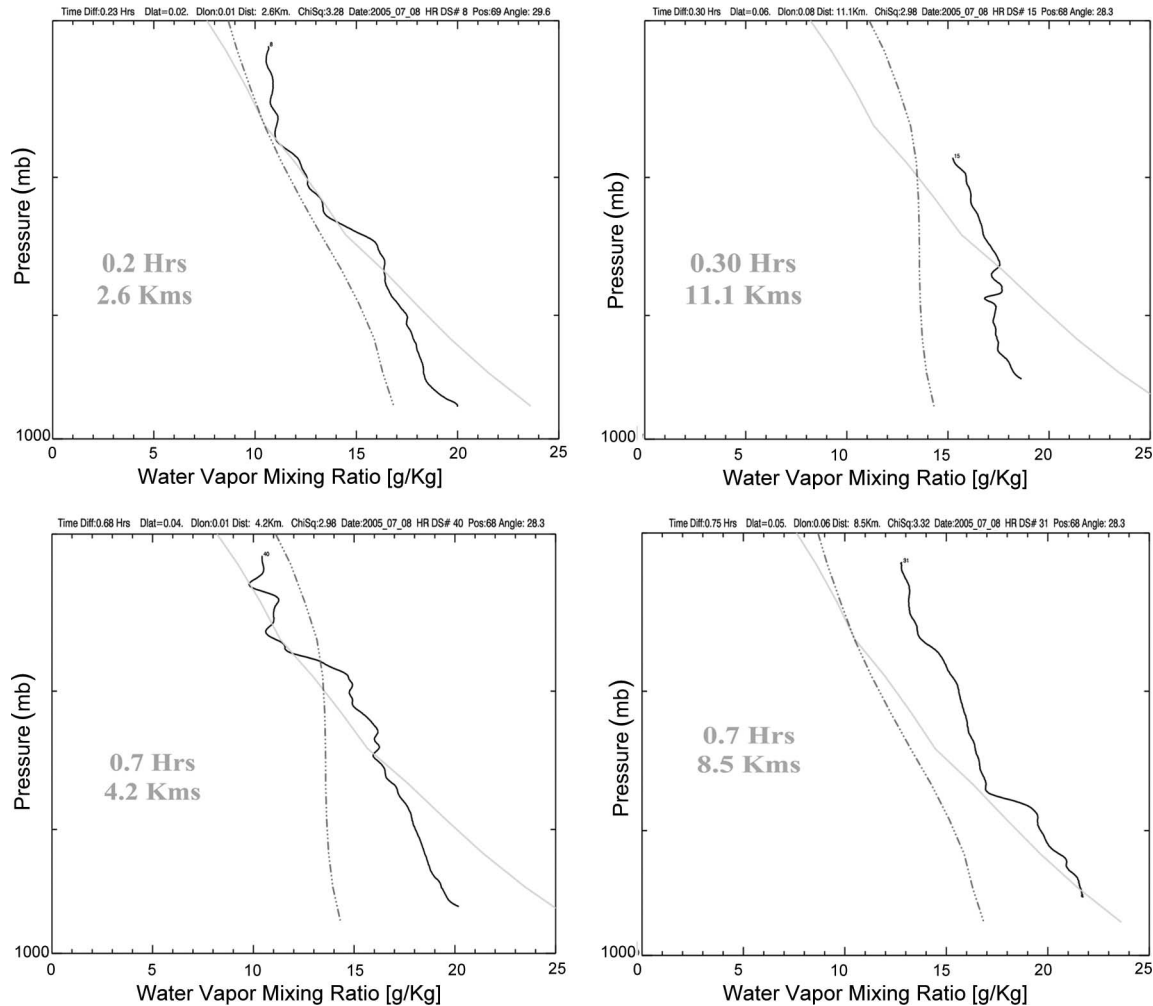 Time Diff:0.23 Hrs Dlat=0.02. Dlon:0.01 Dist: 2.6Km. ChiSq:3.28 Date:2005_07_08 HR DS# 8 Pos:69 Angle: 29.6
8
Pressure (mb)
0.2 Hrs
2.6 Kms
1000
0 5 10 15 20 25
Water Vapor Mixing Ratio [g/Kg]
Time Diff:0.30 Hrs Dlat=0.06. Dlon:0.08 Dist: 11.1Km. ChiSq:2.98 Date:2005_07_08 HR DS# 15 Pos:68 Angle: 28.3
15
Pressure (mb)
0.30 Hrs
11.1 Kms
1000
0 5 10 15 20 25
Water Vapor Mixing Ratio [g/Kg]
Time Diff:0.68 Hrs Dlat=0.04. Dlon:0.01 Dist: 4.2Km. ChiSq:2.98 Date:2005_07_08 HR DS# 40 Pos:68 Angle: 28.3
40
Pressure (mb)
0.7 Hrs
4.2 Kms
1000
0 5 10 15 20 25
Water Vapor Mixing Ratio [g/Kg]
Time Diff:0.75 Hrs Dlat=0.05. Dlon:0.06 Dist: 8.5Km. ChiSq:3.32 Date:2005_07_08 HR DS# 31 Pos:68 Angle: 28.3
31
Pressure (mb)
0.7 Hrs
8.5 Kms
1000
0 5 10 15 20 25
Water Vapor Mixing Ratio [g/Kg]